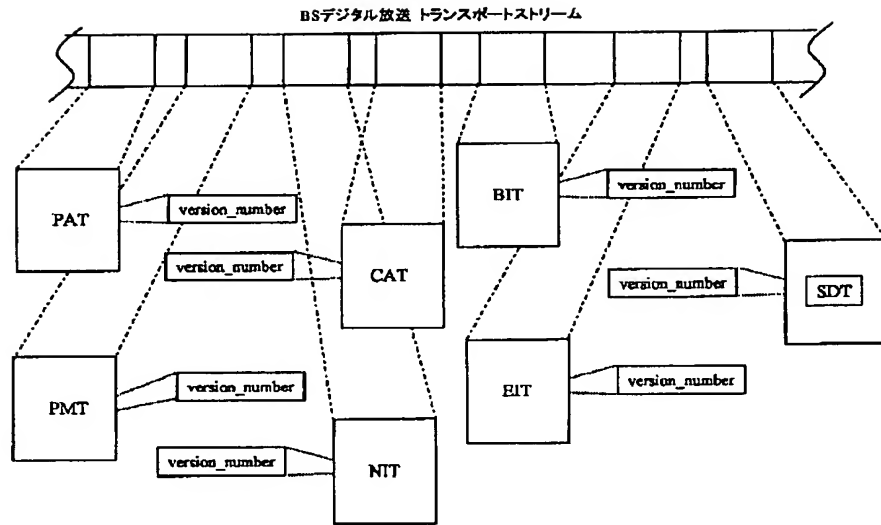 BSデジタル放送 トランスポートストリーム
PAT
version_number
BIT
version_number
version_number
CAT
version_number
SDT
PMT
version_number
EIT
version_number
version_number
NIT